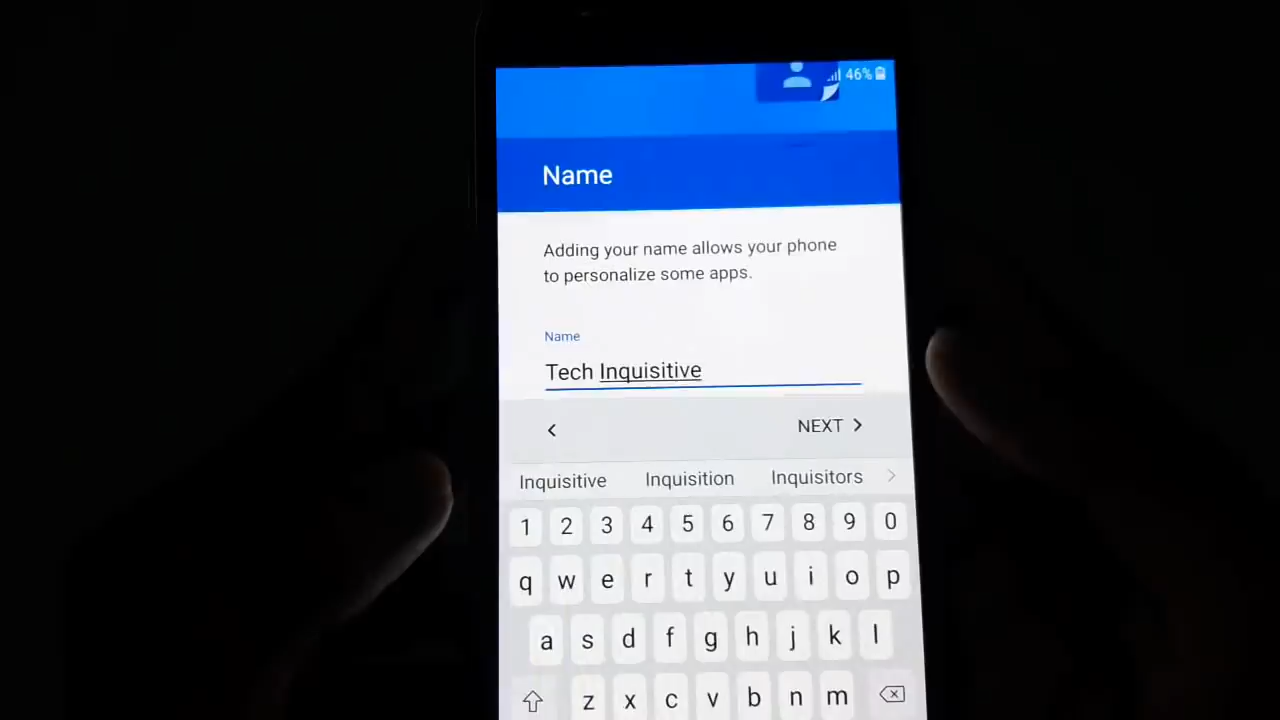 46%
Name
Adding your name allows your phone
to personalize some apps.
Name
Tech Inquisitive
< NEXT >
Inquisitive Inquisition Inquisitors >
1 2 3 4 5 6 7 8 9 0
q w e r t y u i o p
a s d f g h j k l
z x c v b n m